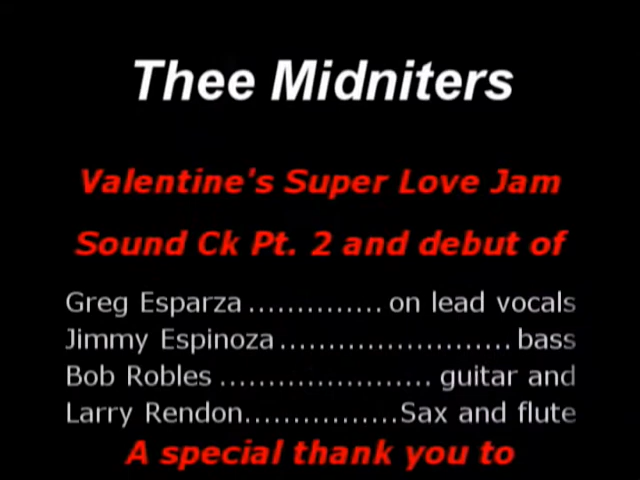 Thee Midniters
Valentine's Super Love Jam
Sound Ck Pt. 2 and debut of
Greg Esparza.............. on lead vocals
Jimmy Espinoza........................ bass
Bob Robles ...................... guitar and
Larry Rendon................Sax and flute
A special thank you to